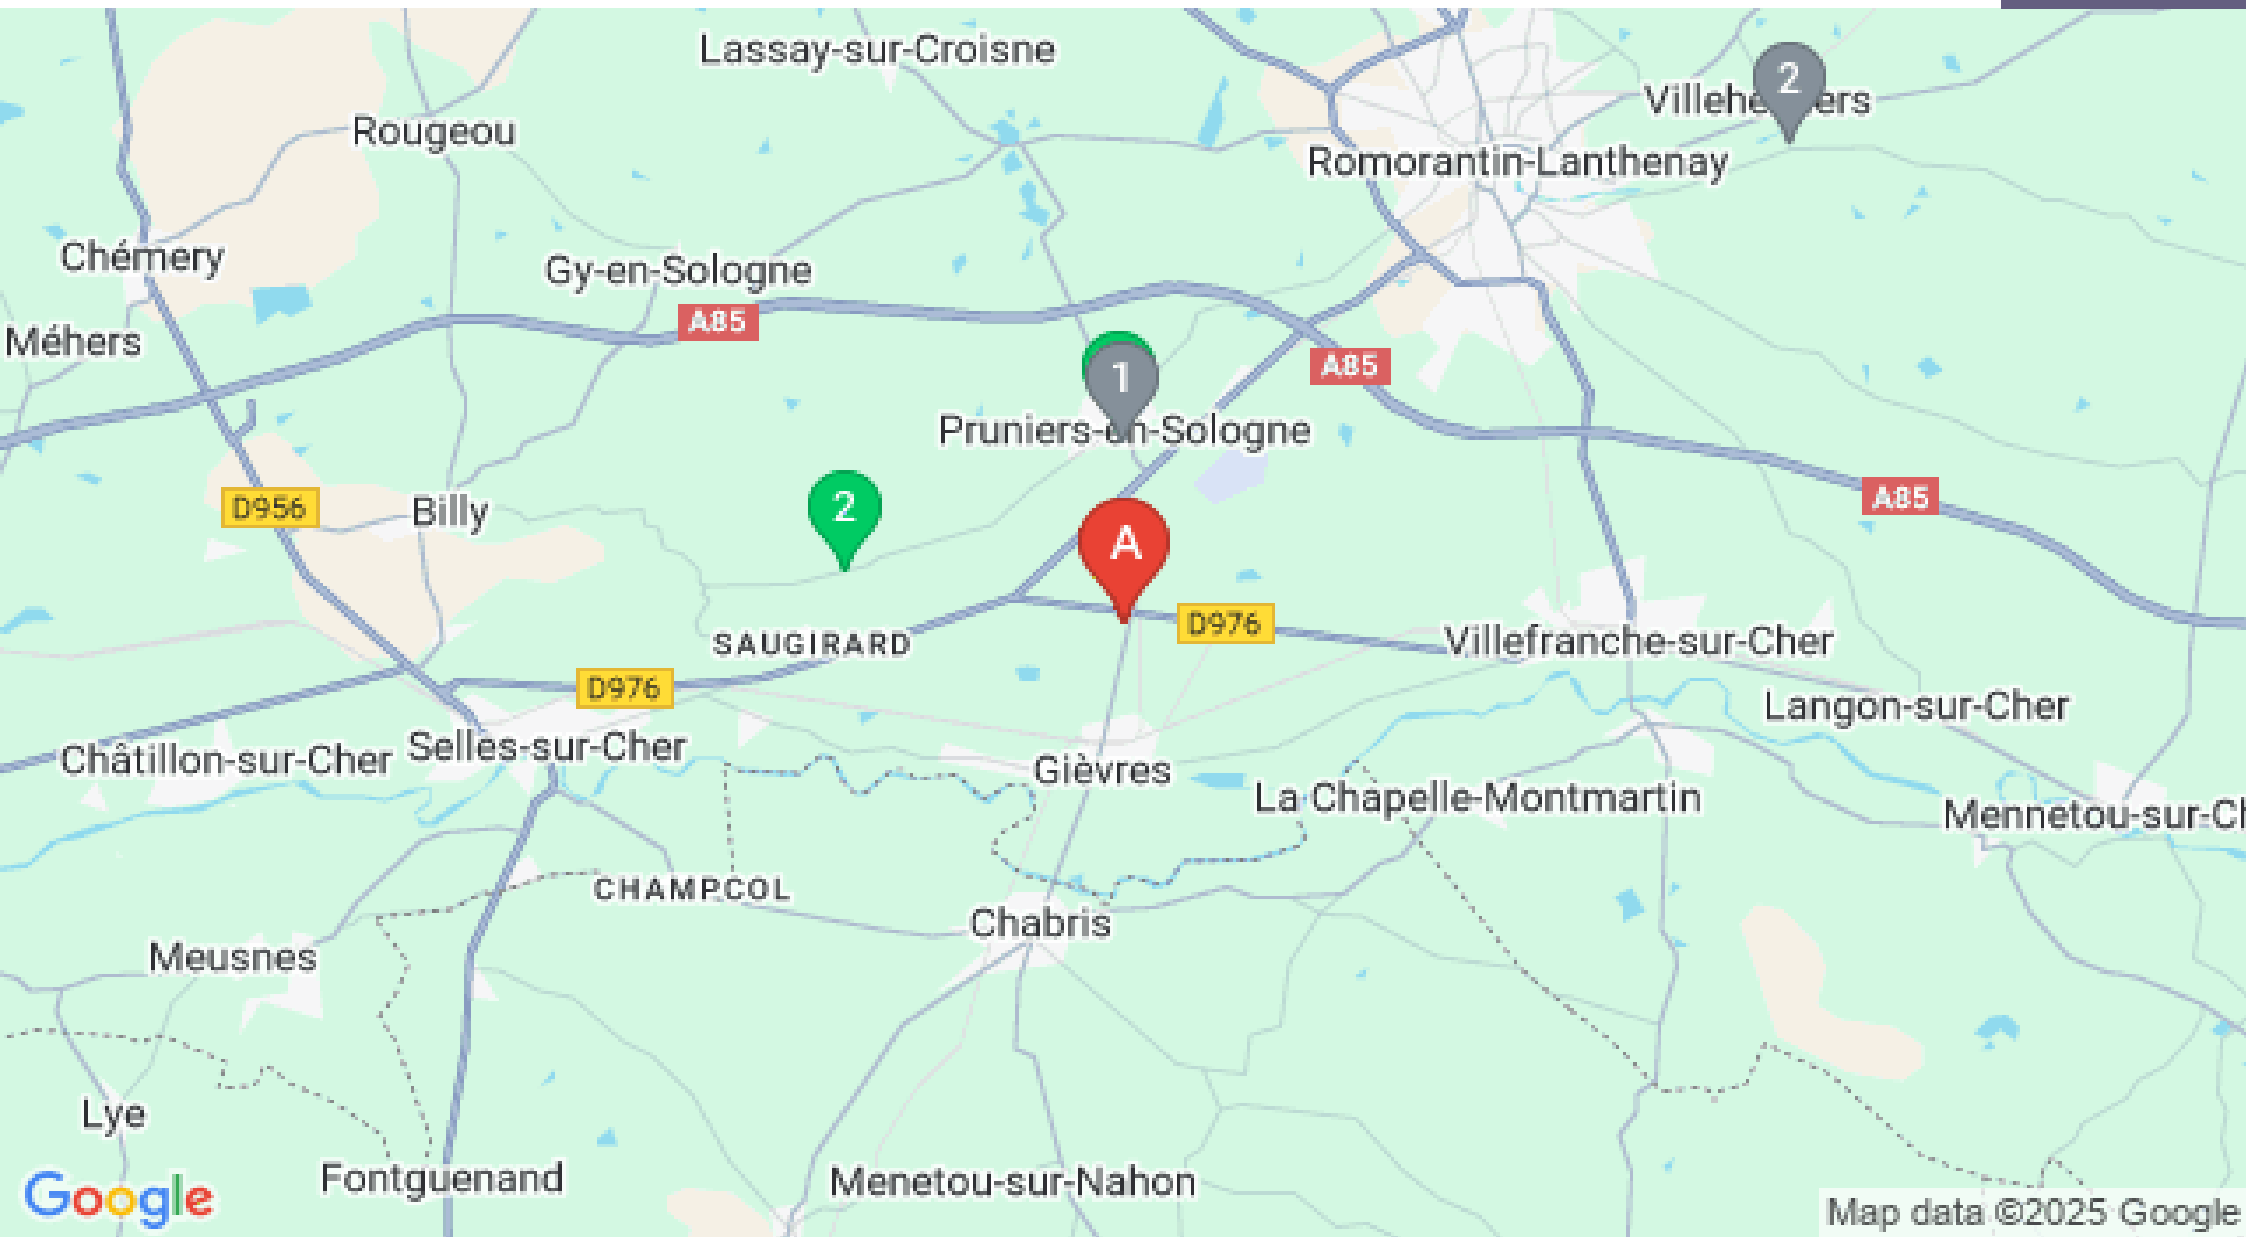 Lassay-sur-Croisne
2
Villehe ers
Rougeou
Romorantin-Lanthenay
Chémery
Gy-en-Sologne
A85
Méhers
A85
1
Pruniers-en-Sologne
A85
D956
Billy
2
A
D976
SAUGIRARD
Villefranche-sur-Cher
D976
Langon-sur-Cher
Châtillon-sur-Cher
Selles-sur-Cher
Gièvres
La Chapelle-Montmartin
Mennetou-sur-Ch
CHAMPCOL
Chabris
Meusnes
Lye
Fontguenand
Menetou-sur-Nahon
Google
Map data ©2025 Google